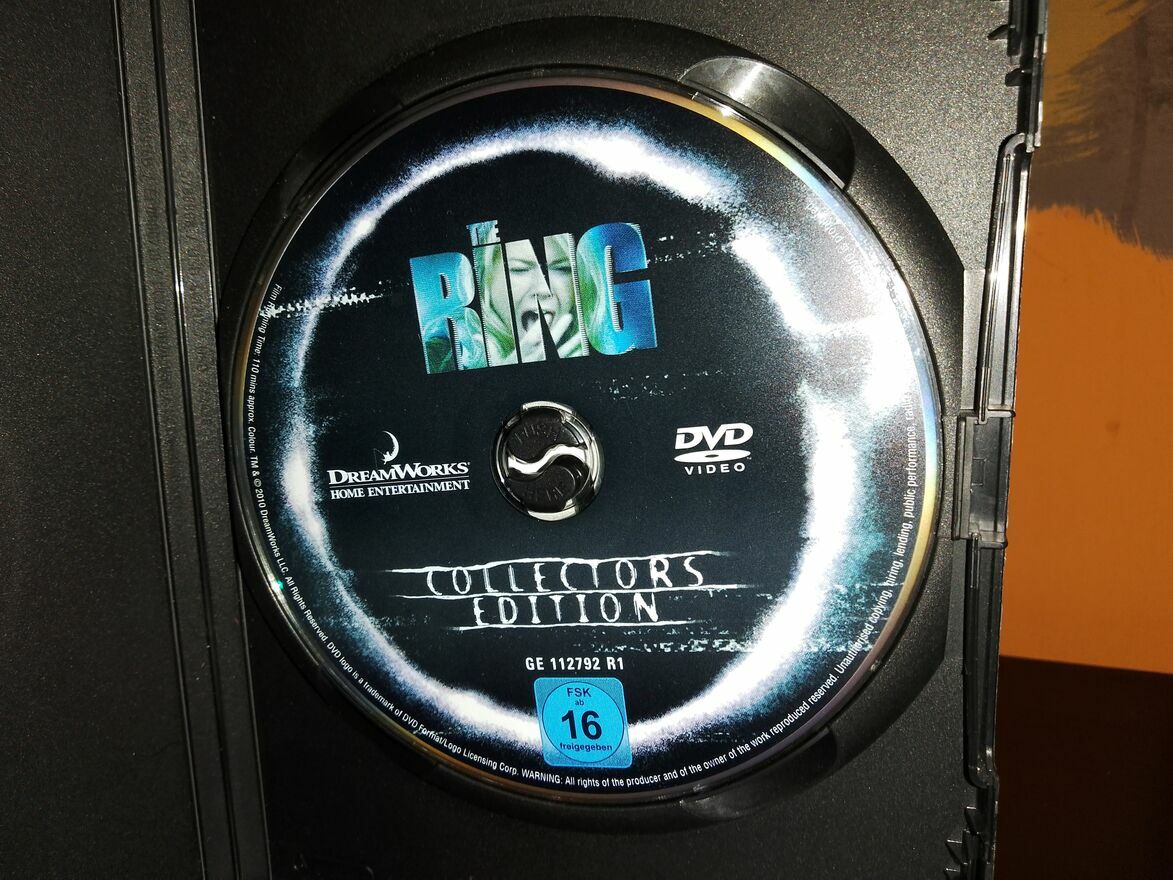 THE
RING
DREAMWORKS
HOME ENTERTAINMENT
DVD
VIDEO
COLLECTORS
EDITION
GE 112792 R1
FSK
ab
16
freigegeben
Film Running Time: 110 mins approx. Colour. TM & © 2010 DreamWorks LLC. All Rights Reserved. DVD logo is a trademark of DVD Format/Logo Licensing Corp. WARNING: All rights of the producer and of the owner of the work reproduced reserved. Unauthorised copying, hiring, lending, public performance